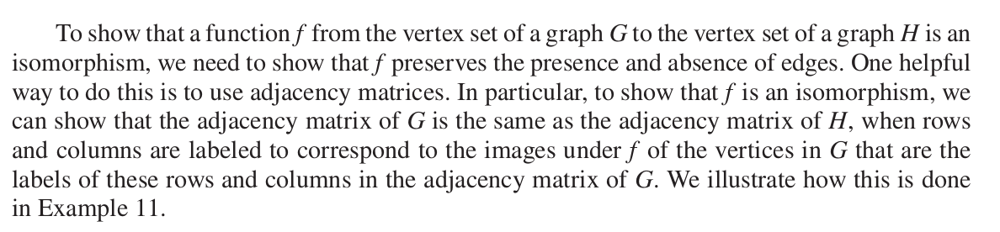 To show that a function f from the vertex set of a graph G to the vertex set of a graph H is an
isomorphism, we need to show that f preserves the presence and absence of edges. One helpful
way to do this is to use adjacency matrices. In particular, to show that f is an isomorphism, we
can show that the adjacency matrix of G is the same as the adjacency matrix of H, when rows
and columns are labeled to correspond to the images under f of the vertices in G that are the
labels of these rows and columns in the adjacency matrix of G. We illustrate how this is done
in Example 11.